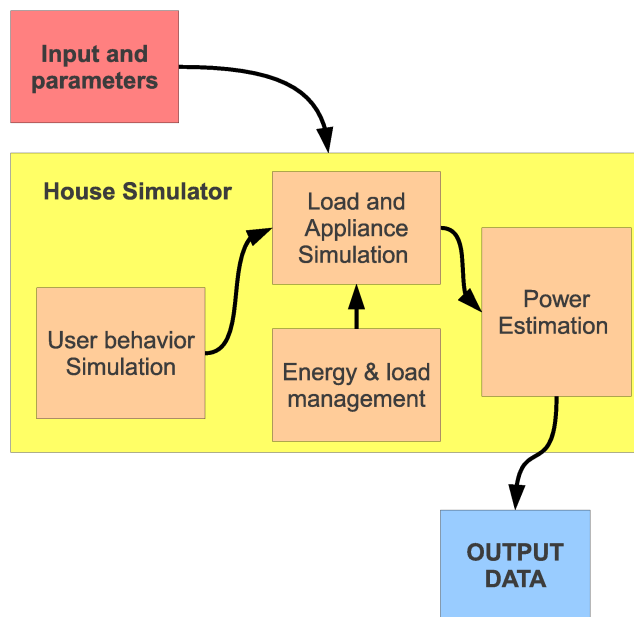 Input and
parameters
House Simulator
Load and
Appliance
Simulation
User behavior
Simulation
Energy & load
management
Power
Estimation
OUTPUT
DATA